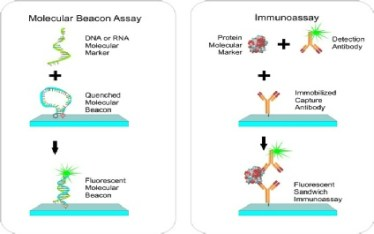 Molecular Beacon Assay
DNA or RNA
Molecular
Marker
+
Quenched
Molecular
Beacon
Fluorescent
Molecular
Beacon
Immunoassay
Protein
Molecular
Marker
+
Detection
Antibody
+
Immobilized
Capture
Antibody
Fluorescent
Sandwich
Immunoassay